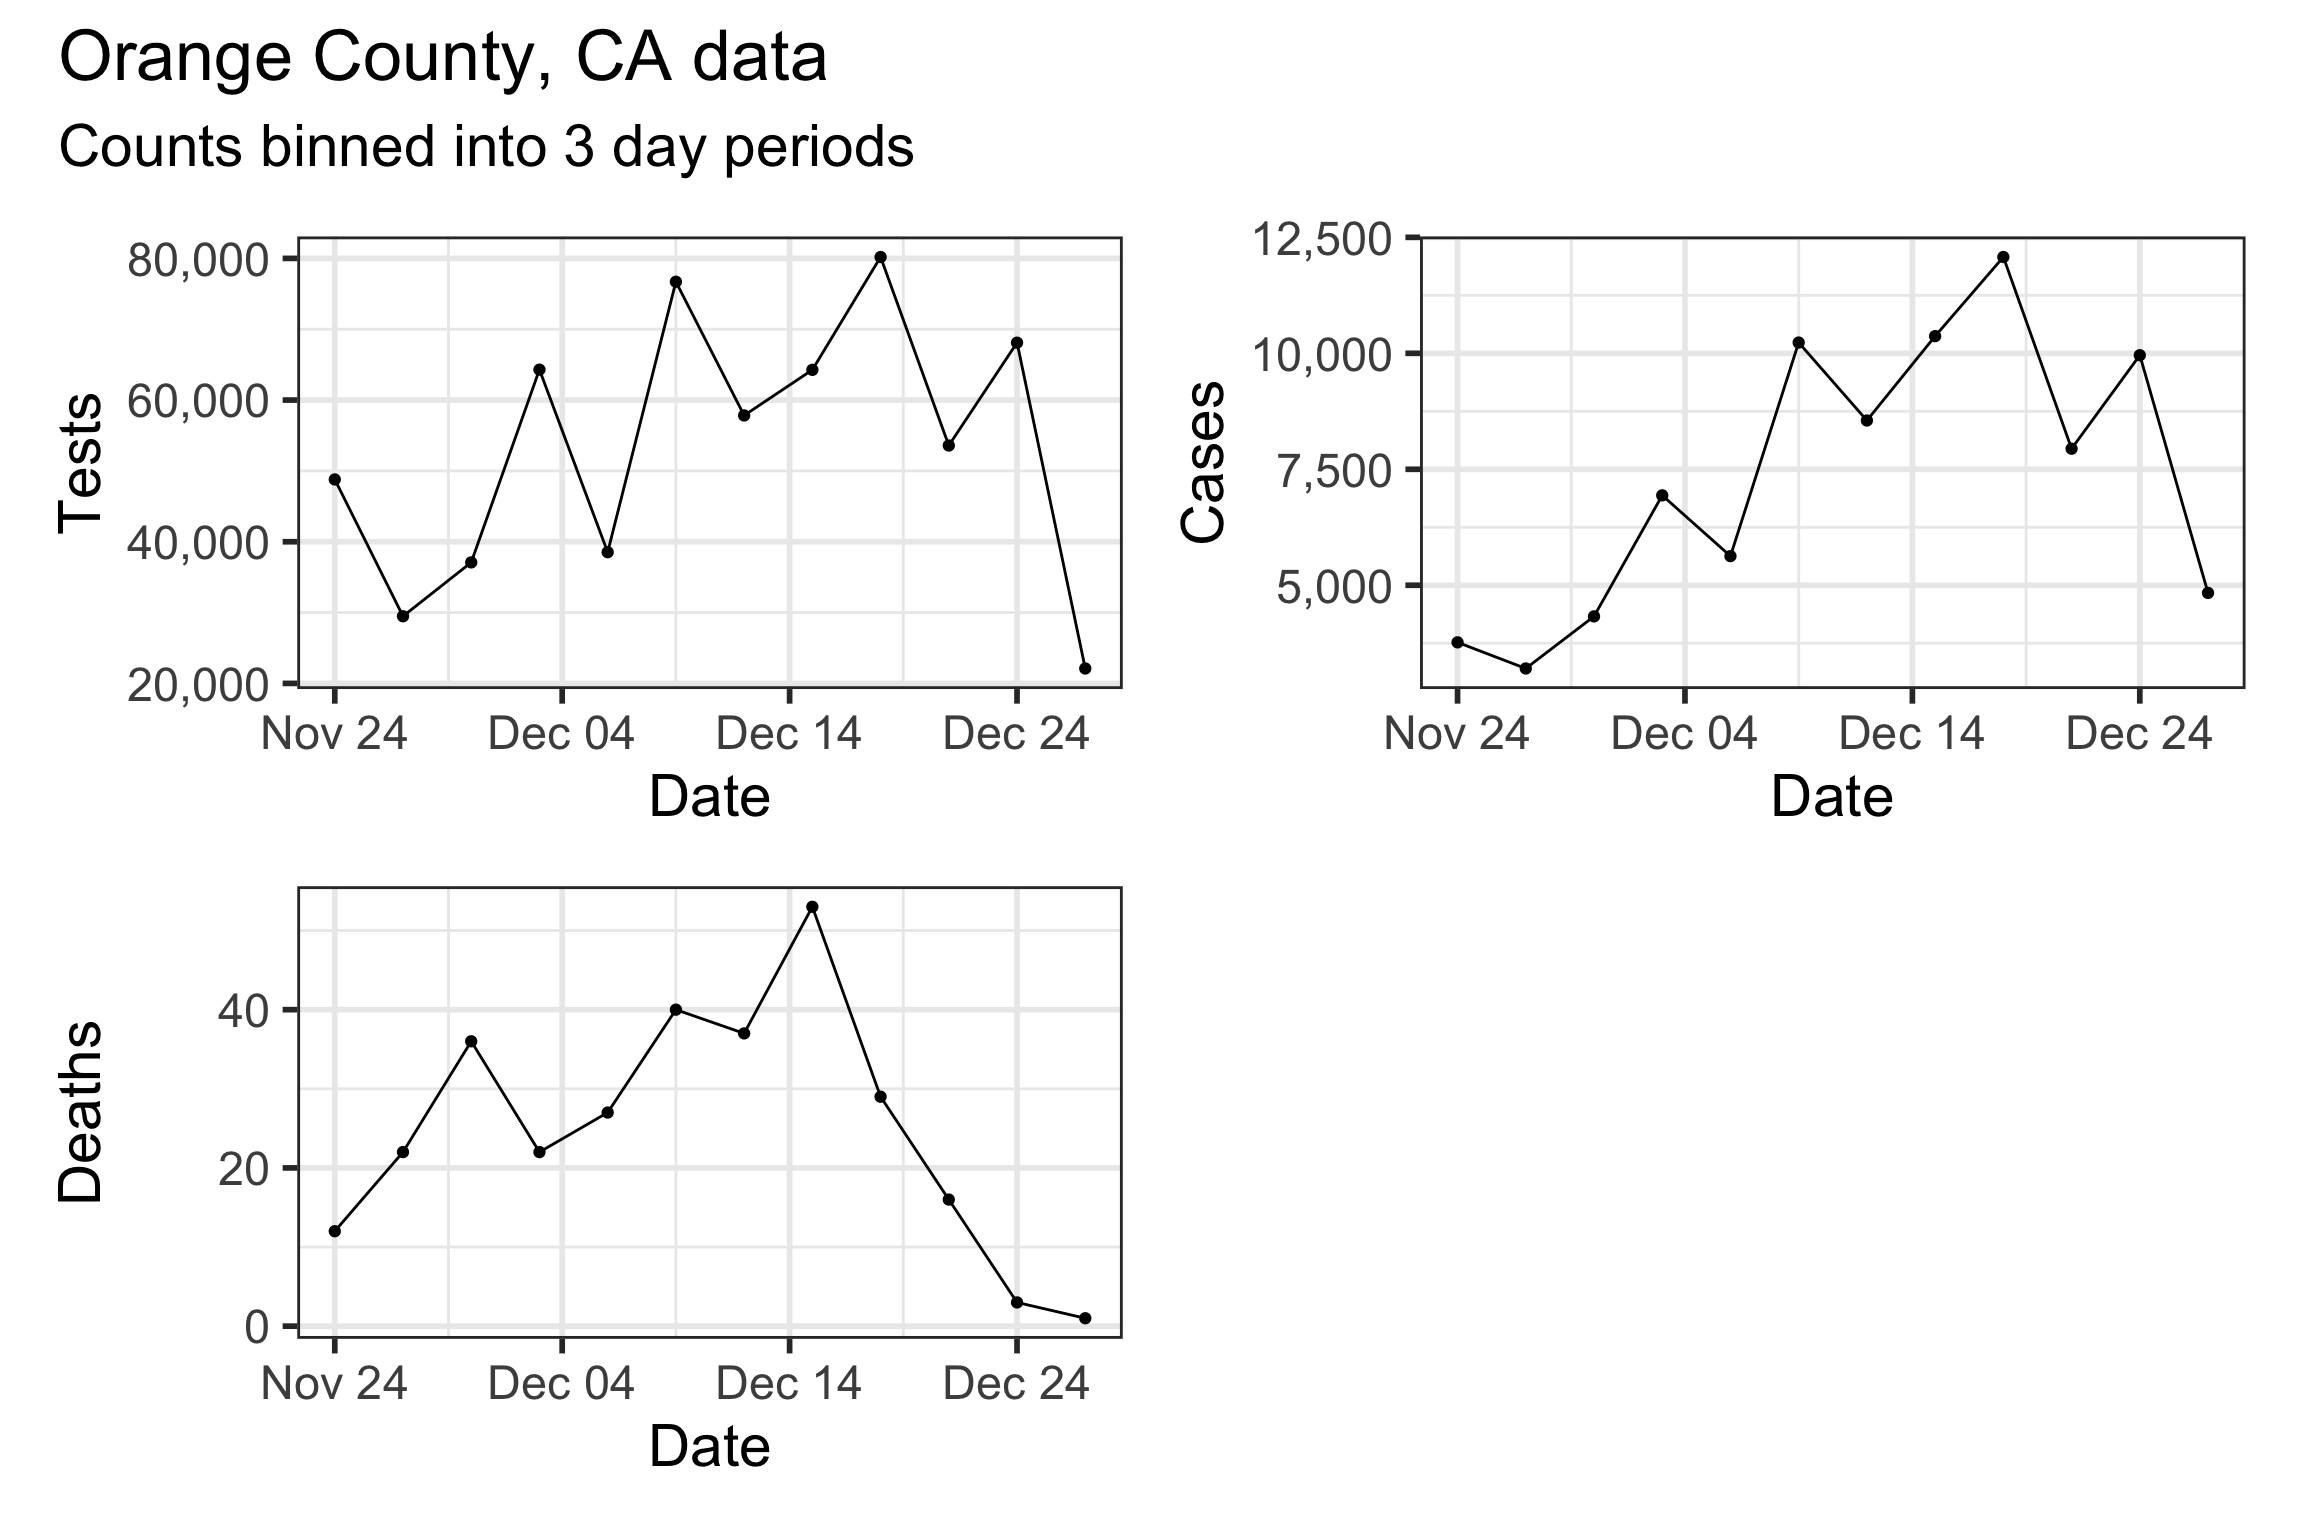 Orange County, CA data
Counts binned into 3 day periods
80,000
60,000
40,000
20,000
Tests
Nov 24 Dec 04 Dec 14 Dec 24
Date
12,500
10,000
7,500
5,000
Cases
Nov 24 Dec 04 Dec 14 Dec 24
Date
40
20
0
Deaths
Nov 24 Dec 04 Dec 14 Dec 24
Date